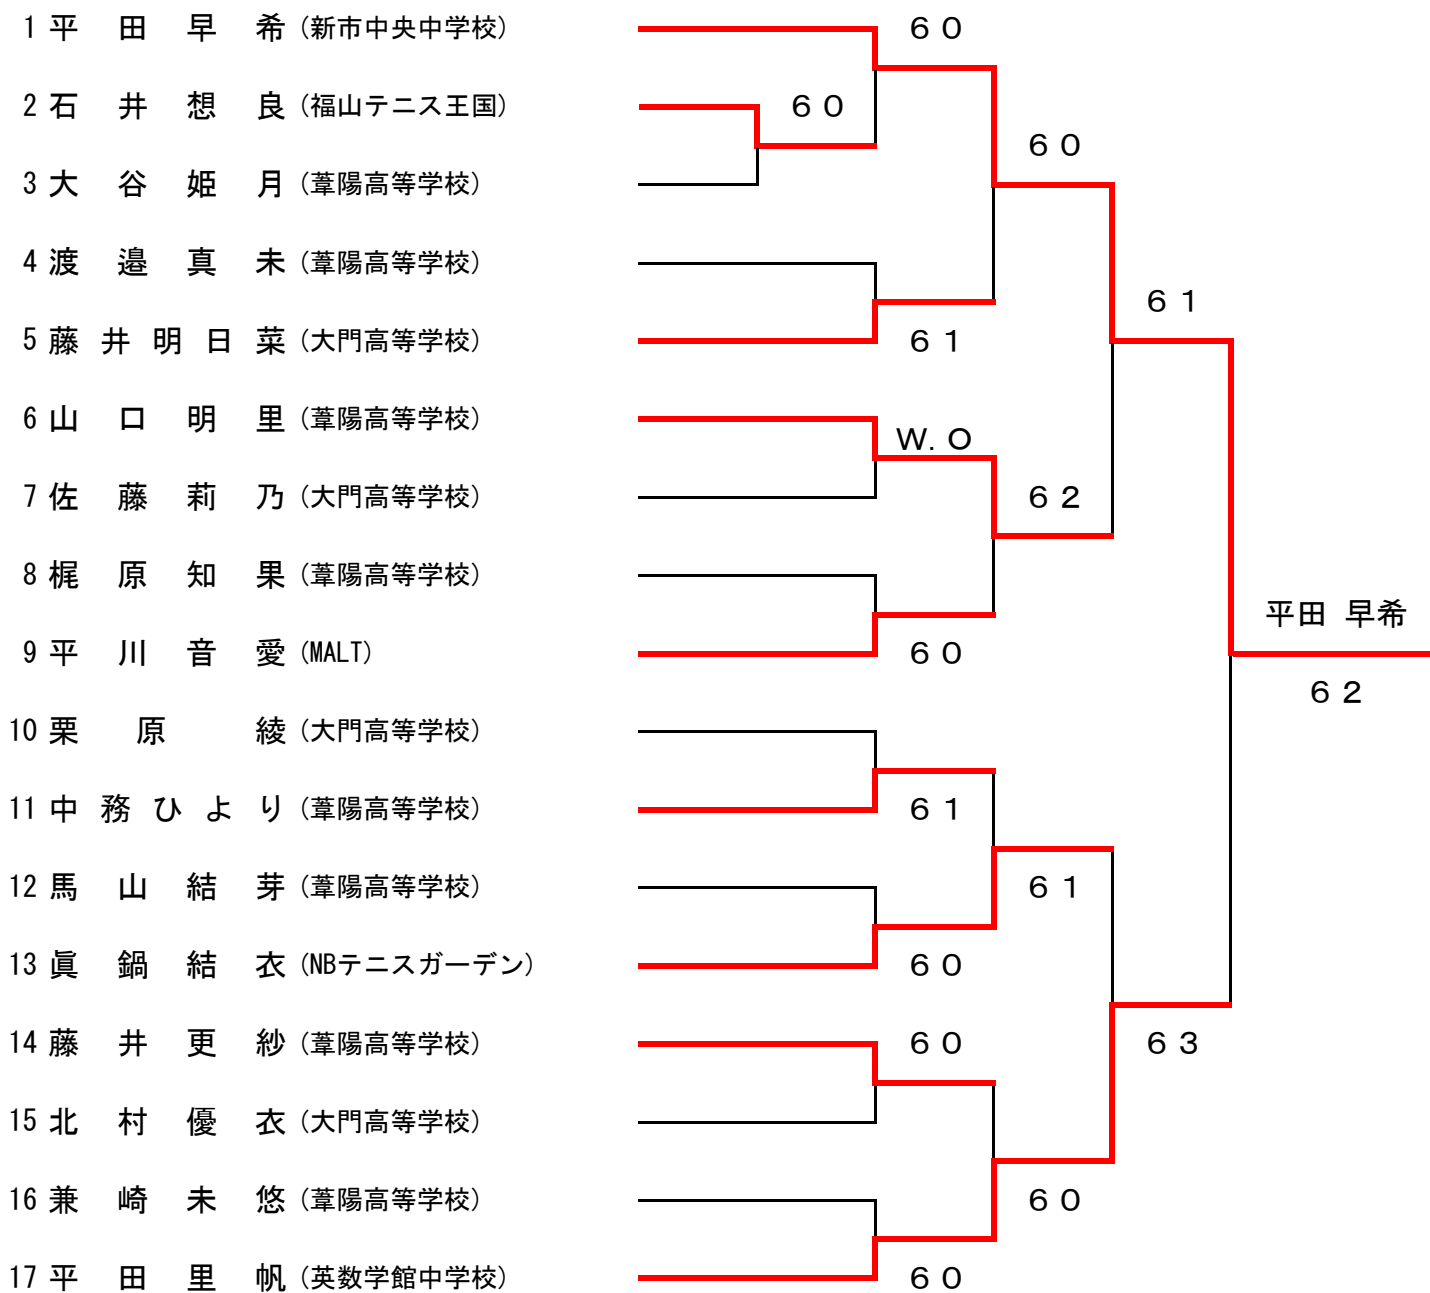 1 平田早希 (新市中央中学校) 60
2 石井想良 (福山テニス王国) 60
60
3 大谷姫月 (葦陽高等学校)
4 渡邉真未 (葦陽高等学校)
61
5 藤井明日菜 (大門高等学校) 61
6 山口明里 (葦陽高等学校)
W.O
7 佐藤莉乃 (大門高等学校) 62
8 梶原知果 (葦陽高等学校)
平田 早希
9 平川音愛 (MALT) 60
62
10 栗原綾 (大門高等学校)
11 中務ひより (葦陽高等学校) 61
12 馬山結芽 (葦陽高等学校) 61
13 眞鍋結衣 (NBテニスガーデン) 60
14 藤井更紗 (葦陽高等学校) 60 63
15 北村優衣 (大門高等学校)
16 兼崎未悠 (葦陽高等学校) 60
17 平田里帆 (英数学館中学校) 60